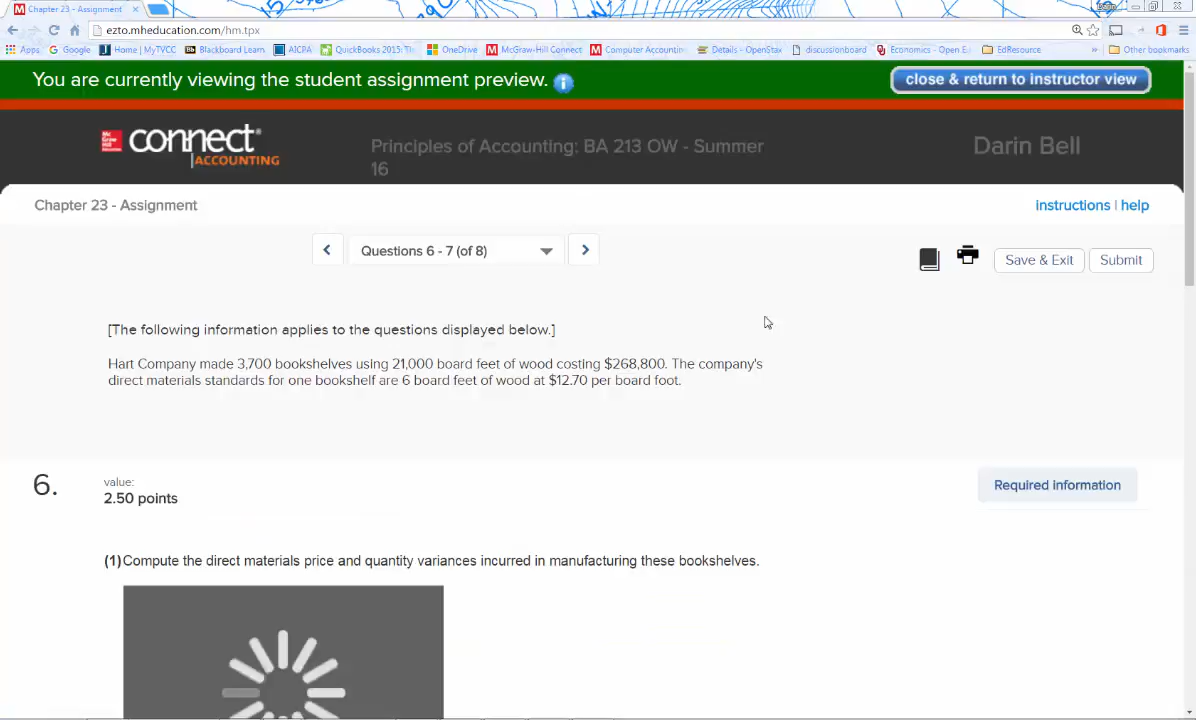 Chapter 23 - Assignment
ezto.mheducation.com/hm.tpx
Apps Google Home | MyTVCC Blackboard Learn AICPA QuickBooks 2015: OneDrive McGraw-Hill Connect Computer Accountin Details - OpenStax discussionboard Economics - Open E EdResource » Other bookmarks
You are currently viewing the student assignment preview. i close & return to instructor view
Mc Graw Hill Education connect ACCOUNTING
Principles of Accounting: BA 213 OW - Summer 16
Darin Bell
Chapter 23 - Assignment instructions | help
Questions 6 - 7 (of 8) Save & Exit Submit
[The following information applies to the questions displayed below.]
Hart Company made 3,700 bookshelves using 21,000 board feet of wood costing $268,800. The company's
direct materials standards for one bookshelf are 6 board feet of wood at $12.70 per board foot.
6. value: Required information
2.50 points
(1)Compute the direct materials price and quantity variances incurred in manufacturing these bookshelves.